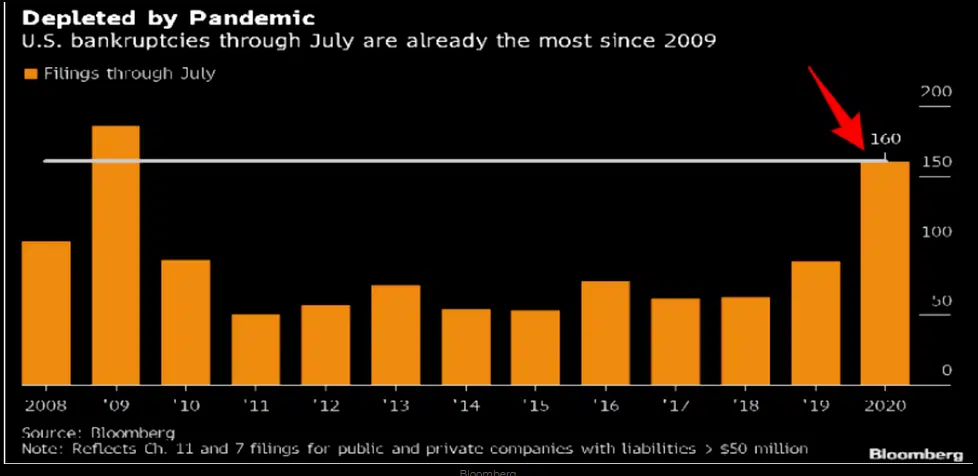 Depleted by Pandemic
U.S. bankruptcies through July are already the most since 2009
Filings through July
200
160
150
100
50
0
2008 '09 '10 '11 '12 '13 '14 '15 '16 '17 '18 '19 2020
Source: Bloomberg
Note: Reflects Ch. 11 and 7 filings for public and private companies with liabilities > $50 million
Bloomberg
Bloomberg